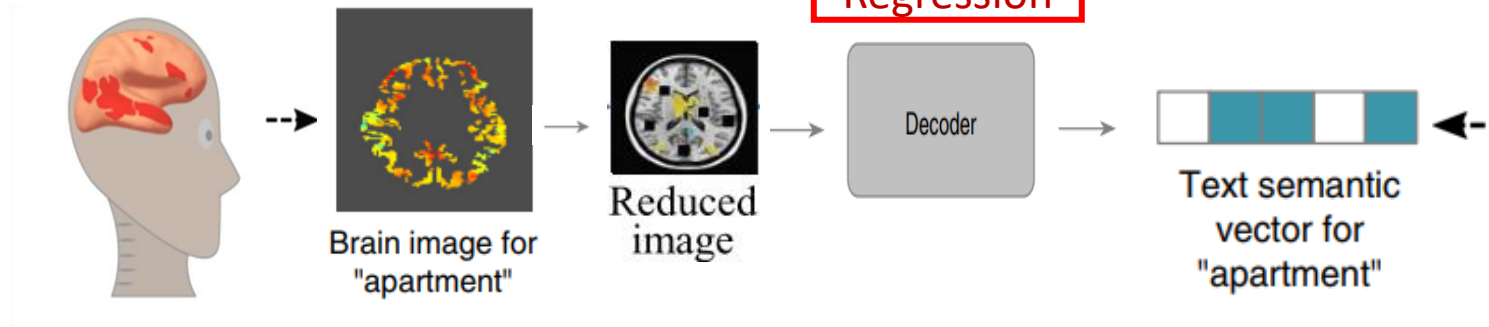 Regression
Brain image for
"apartment"
Reduced
image
Decoder
Text semantic
vector for
"apartment"